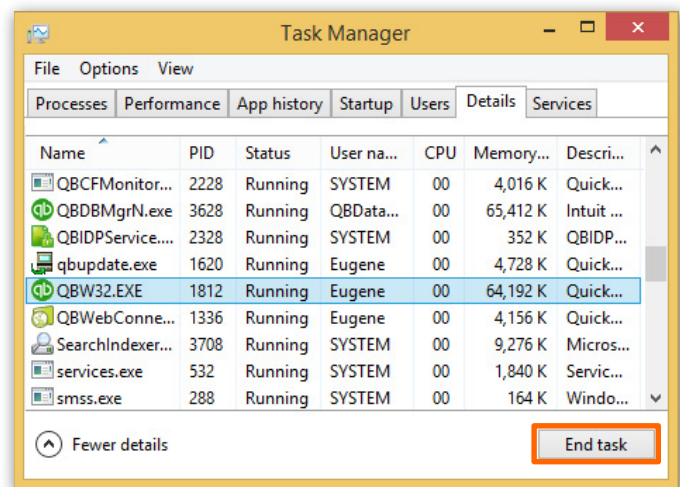 Task Manager
File Options View
Processes Performance App history Startup Users Details Services
Name PID Status User na... CPU Memory... Descri...
QBCFMonitor... 2228 Running SYSTEM 00 4,016 K Quick...
QBDBMgrN.exe 3628 Running QBData... 00 65,412 K Intuit ...
QBIDPService.... 2328 Running SYSTEM 00 352 K QBIDP...
qbupdate.exe 1620 Running Eugene 00 4,728 K Quick...
QBW32.EXE 1812 Running Eugene 00 64,192 K Quick...
QBWebConne... 1336 Running Eugene 00 4,156 K Quick...
SearchIndexer... 3708 Running SYSTEM 00 9,276 K Micros...
services.exe 532 Running SYSTEM 00 1,840 K Servic...
smss.exe 288 Running SYSTEM 00 164 K Windo...
Fewer details End task